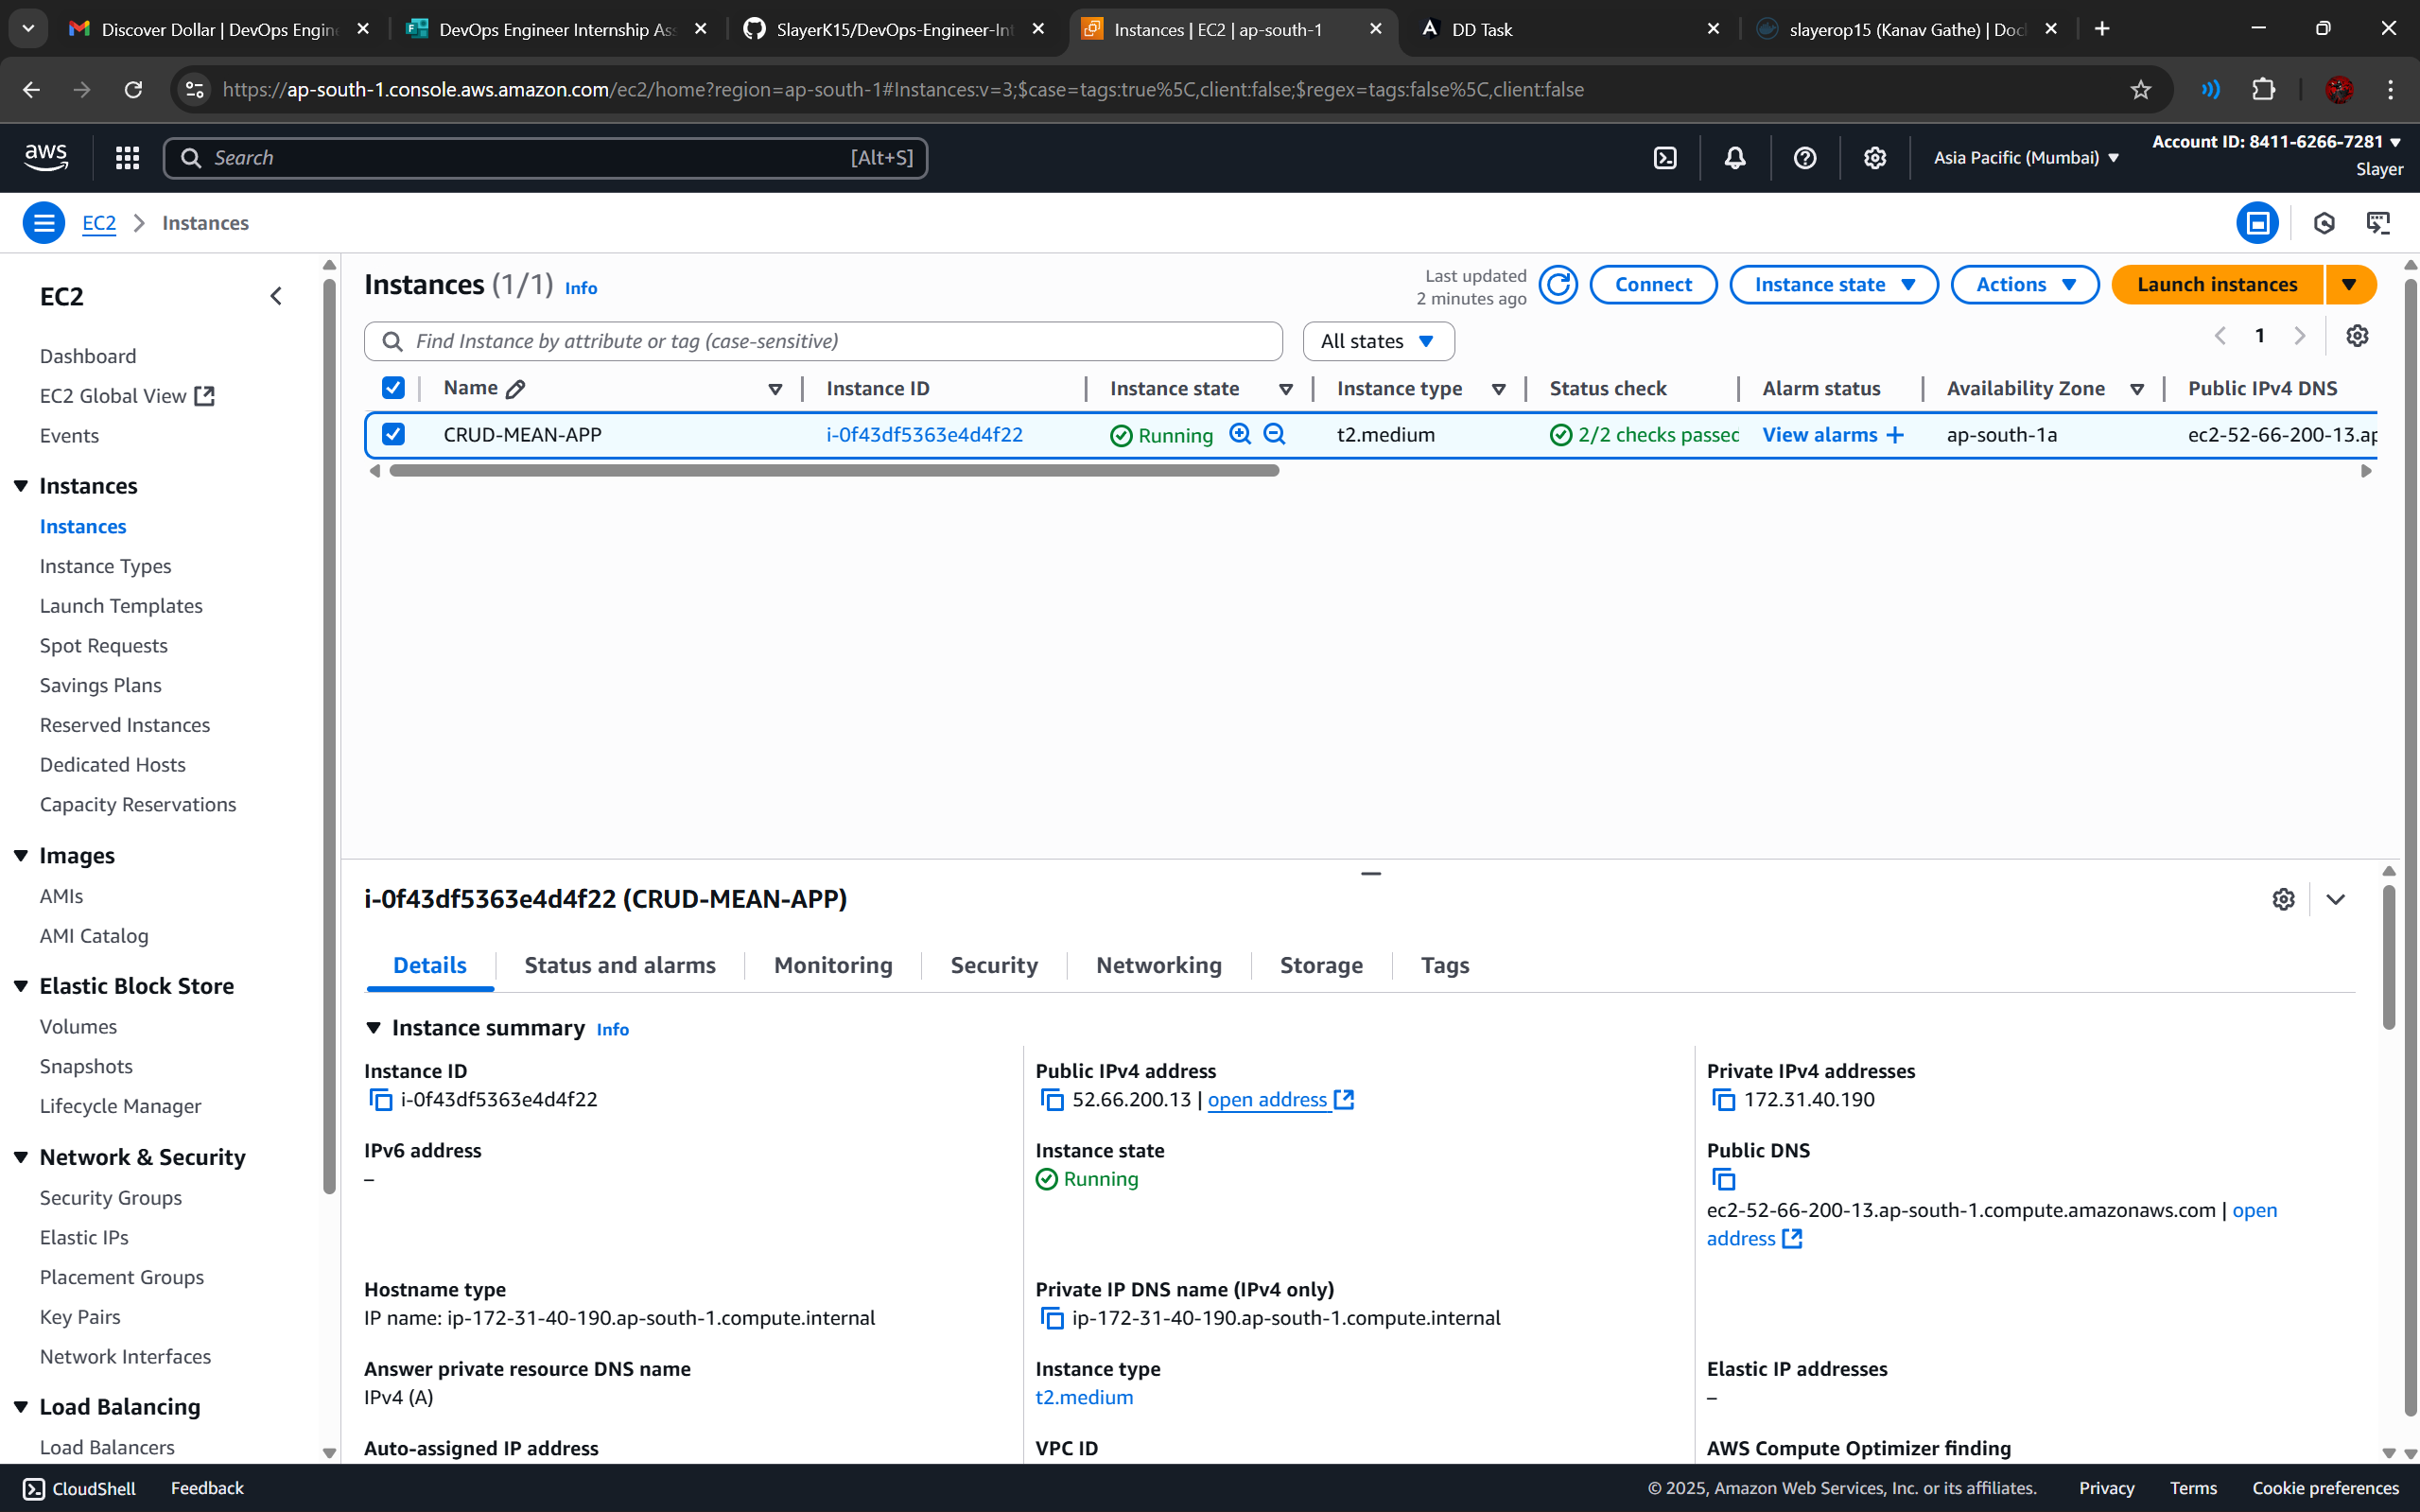 Discover Dollar | DevOps Engine
DevOps Engineer Internship Ass
SlayerK15/DevOps-Engineer-Int
Instances | EC2 | ap-south-1
DD Task
slayerop15 (Kanav Gathe) | Doc
https://ap-south-1.console.aws.amazon.com/ec2/home?region=ap-south-1#Instances:v=3;$case=tags:true%5C,client:false;$regex=tags:false%5C,client:false
aws
Search
[Alt+S]
Asia Pacific (Mumbai)
Account ID: 8411-6266-7281
Slayer
EC2
Instances
EC2
Dashboard
EC2 Global View
Events
Instances
Instances
Instance Types
Launch Templates
Spot Requests
Savings Plans
Reserved Instances
Dedicated Hosts
Capacity Reservations
Images
AMIs
AMI Catalog
Elastic Block Store
Volumes
Snapshots
Lifecycle Manager
Network & Security
Security Groups
Elastic IPs
Placement Groups
Key Pairs
Network Interfaces
Load Balancing
Load Balancers
Instances (1/1) Info
Last updated
2 minutes ago
Connect
Instance state
Actions
Launch instances
Find Instance by attribute or tag (case-sensitive)
All states
1
Name Instance ID Instance state Instance type Status check Alarm status Availability Zone Public IPv4 DNS
CRUD-MEAN-APP i-0f43df5363e4d4f22 Running t2.medium 2/2 checks passed View alarms + ap-south-1a ec2-52-66-200-13.ap
i-0f43df5363e4d4f22 (CRUD-MEAN-APP)
Details Status and alarms Monitoring Security Networking Storage Tags
Instance summary Info
Instance ID
i-0f43df5363e4d4f22
Public IPv4 address
52.66.200.13 | open address
Private IPv4 addresses
172.31.40.190
IPv6 address
–
Instance state
Running
Public DNS
ec2-52-66-200-13.ap-south-1.compute.amazonaws.com | open
address
Hostname type
IP name: ip-172-31-40-190.ap-south-1.compute.internal
Private IP DNS name (IPv4 only)
ip-172-31-40-190.ap-south-1.compute.internal
Answer private resource DNS name
IPv4 (A)
Instance type
t2.medium
Elastic IP addresses
–
Auto-assigned IP address
VPC ID
AWS Compute Optimizer finding
CloudShell
Feedback
© 2025, Amazon Web Services, Inc. or its affiliates.
Privacy
Terms
Cookie preferences